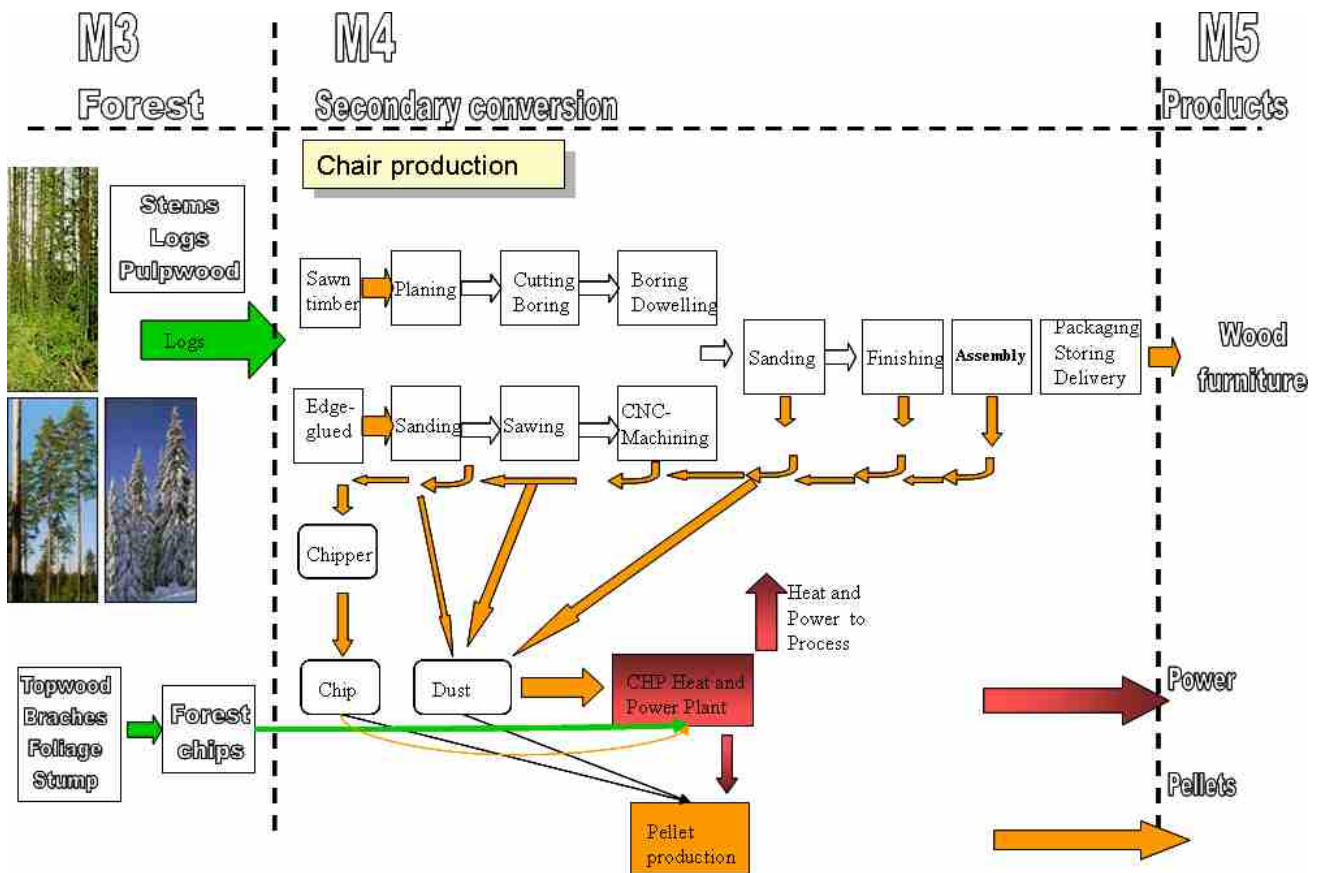 M3
Forest
M4
Secondary conversion
M5
Products
Chair production
Stems
Logs
Pulpwood
Logs
Sawn
timber
Planing
Cutting
Boring
Boring
Dowelling
Edge-
glued
Sanding
Sawing
CNC-
Machining
Sanding
Finishing
Assembly
Packaging
Storing
Delivery
Wood
furniture
Chipper
Chip
Dust
Heat and
Power to
Process
CHP Heat and
Power Plant
Topwood
Braches
Foliage
Stump
Forest
chips
Power
Pellets
Pellet
production